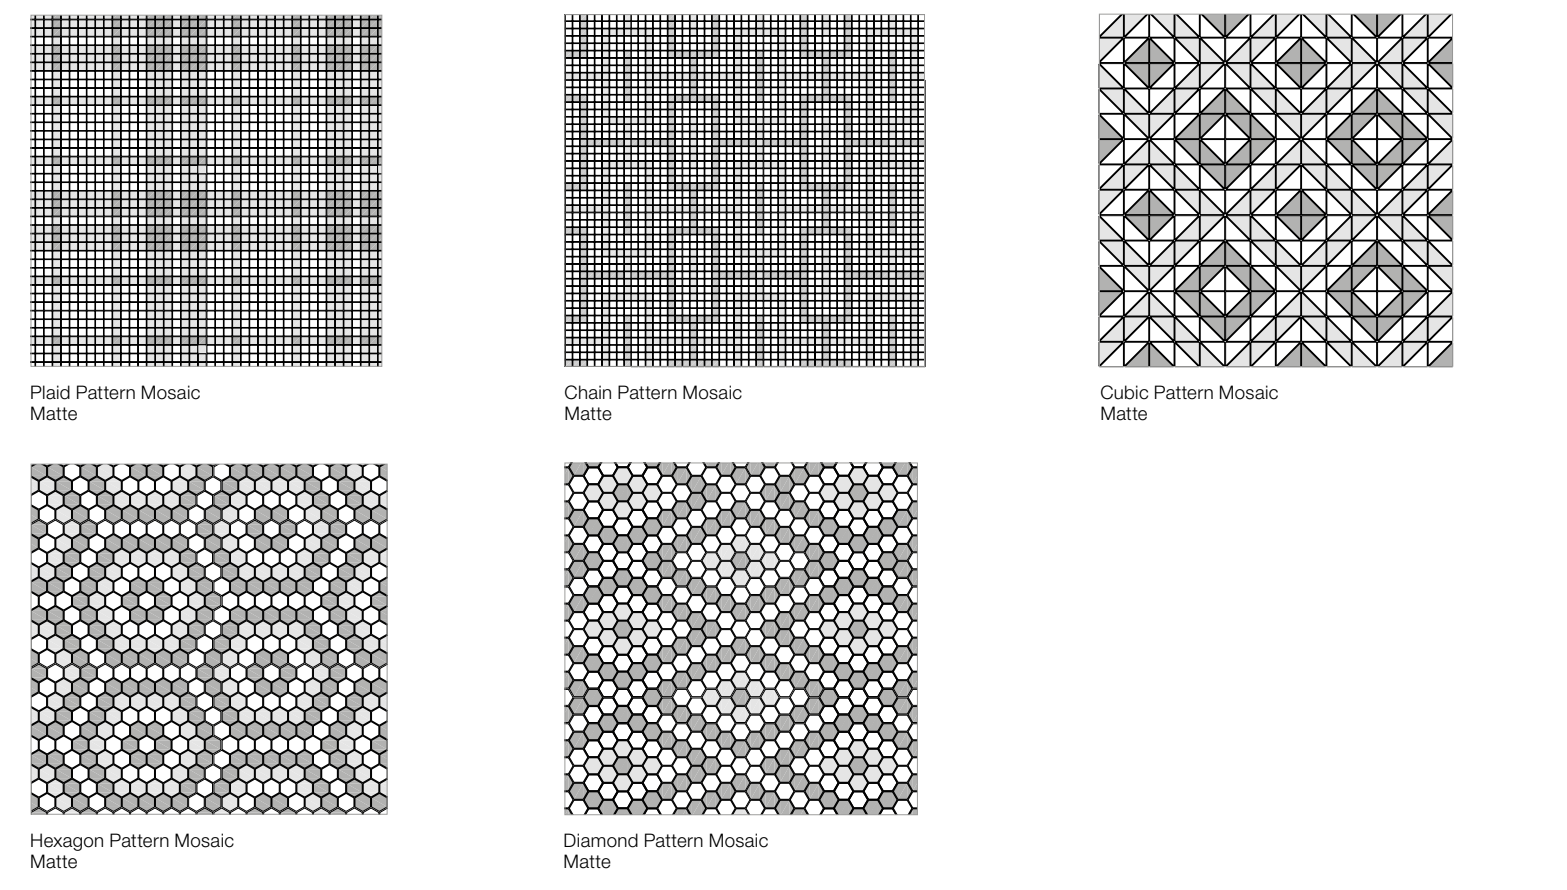 Plaid Pattern Mosaic
Matte
Chain Pattern Mosaic
Matte
Cubic Pattern Mosaic
Matte
Hexagon Pattern Mosaic
Matte
Diamond Pattern Mosaic
Matte